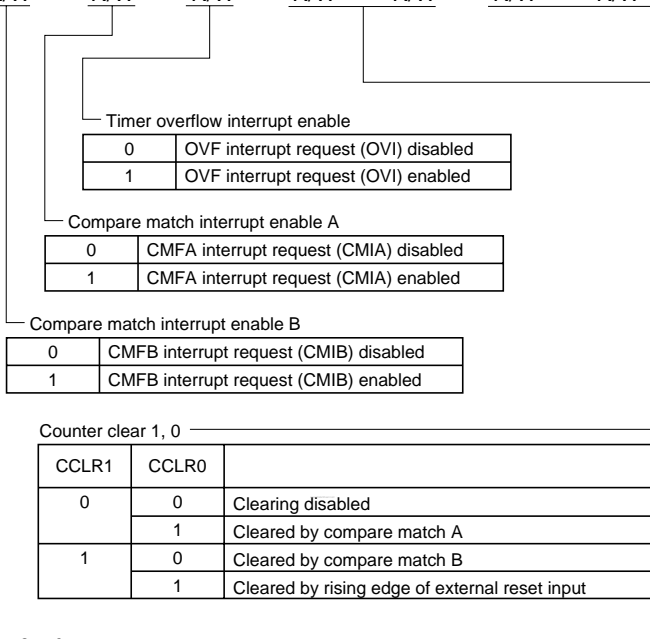 Timer overflow interrupt enable
0 OVF interrupt request (OVI) disabled
1 OVF interrupt request (OVI) enabled
Compare match interrupt enable A
0 CMFA interrupt request (CMIA) disabled
1 CMFA interrupt request (CMIA) enabled
Compare match interrupt enable B
0 CMFB interrupt request (CMIB) disabled
1 CMFB interrupt request (CMIB) enabled
Counter clear 1, 0
CCLR1 CCLR0
0 0 Clearing disabled
1 Cleared by compare match A
1 0 Cleared by compare match B
1 Cleared by rising edge of external reset input